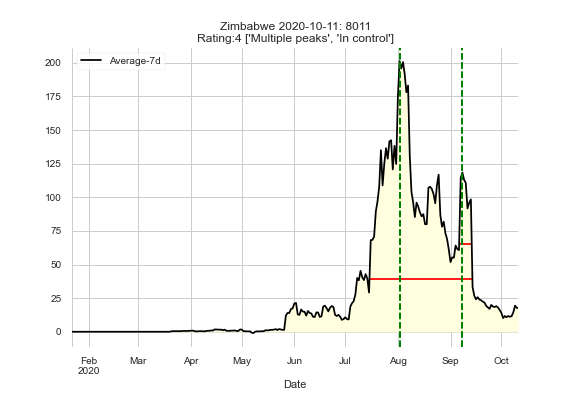 Zimbabwe 2020-10-11: 8011
Rating:4 ['Multiple peaks', 'In control']
Average-7d
200
175
150
125
100
75
50
25
0
Feb
2020
Mar
Apr
May
Jun
Jul
Aug
Sep
Oct
Date